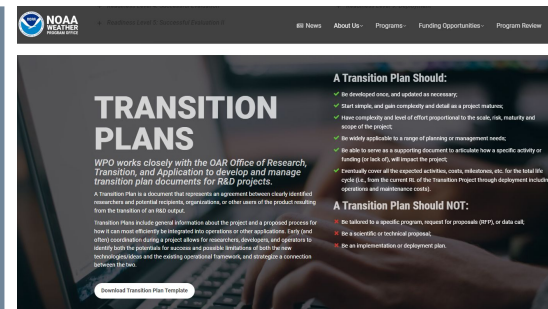 NOAA
WEATHER
PROGRAM OFFICE
News
About Us
Programs
Funding Opportunities
Program Review
TRANSITION
PLANS
WPO works closely with the OAR Office of Research,
Transition, and Application to develop and manage
transition plan documents for R&D projects.
A Transition Plan is a document that represents an agreement between clearly identified
researchers and potential recipients, organizations, or other users of the product resulting
from the transition of an R&D output.
Transition Plans include general information about the project and a proposed process for
how it can most efficiently be integrated into operations or other applications. Early (and
often) coordination during a project allows for researchers, developers, and operators to
identify both the potentials for success and possible limitations of both the new
technologies/ideas and the existing operational framework, and strategize a connection
between the two.
Download Transition Plan Template
A Transition Plan Should:
Be developed once, and updated as necessary;
Start simple, and gain complexity and detail as a project matures;
Have complexity and level of effort proportional to the scale, risk, maturity and
scope of the project;
Be widely applicable to a range of planning or management needs;
Be able to serve as a supporting document to articulate how a specific activity or
funding (or lack of), will impact the project;
Eventually cover all the expected activities, costs, milestones, etc. for the total life
cycle (i.e., from the current RL of the Transition Project through deployment including
operations and maintenance costs).
A Transition Plan Should NOT:
Be tailored to a specific program, request for proposals (RFP), or data call;
Be a scientific or technical proposal;
Be an implementation or deployment plan.